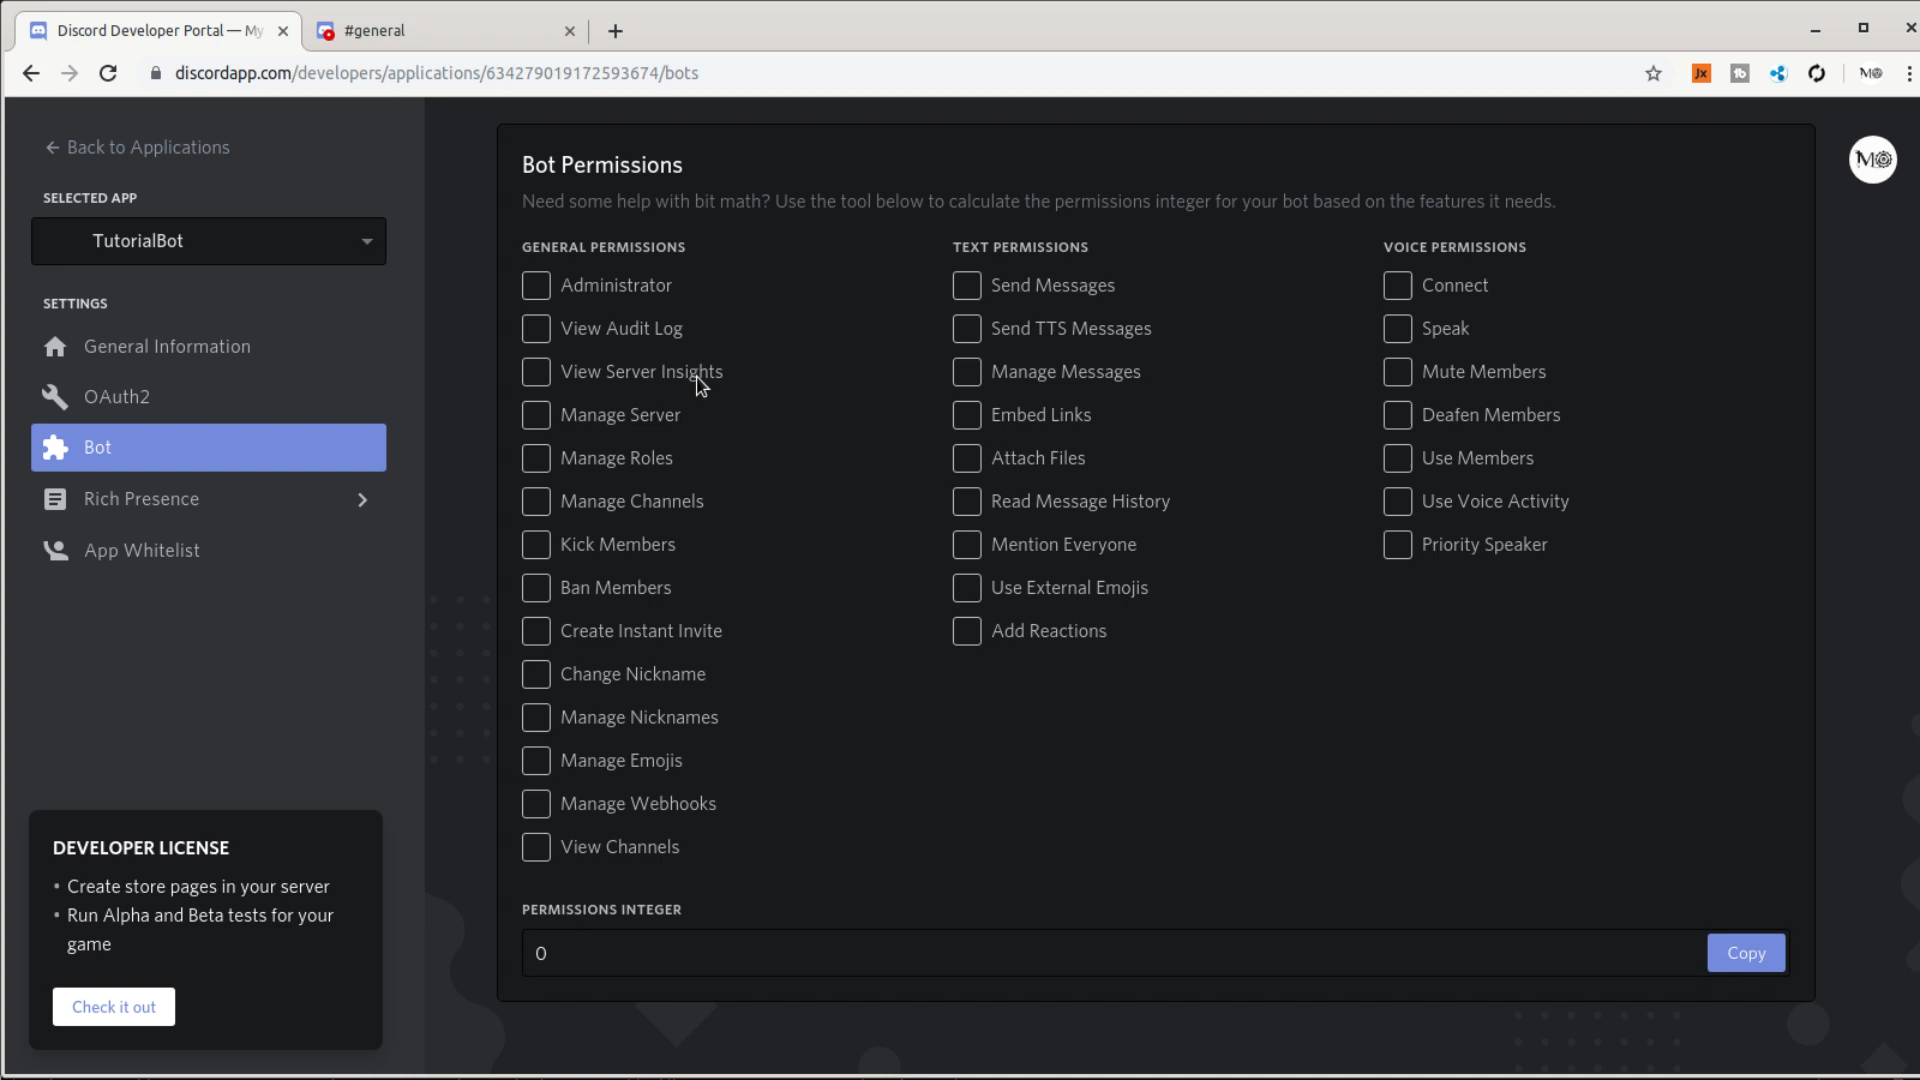 Discord Developer Portal — My
#general
discordapp.com/developers/applications/634279019172593674/bots
Jx
tb
M
← Back to Applications
SELECTED APP
TutorialBot
SETTINGS
General Information
OAuth2
Bot
Rich Presence
App Whitelist
DEVELOPER LICENSE
• Create store pages in your server
• Run Alpha and Beta tests for your
game
Check it out
Bot Permissions
Need some help with bit math? Use the tool below to calculate the permissions integer for your bot based on the features it needs.
GENERAL PERMISSIONS
Administrator
View Audit Log
View Server Insights
Manage Server
Manage Roles
Manage Channels
Kick Members
Ban Members
Create Instant Invite
Change Nickname
Manage Nicknames
Manage Emojis
Manage Webhooks
View Channels
TEXT PERMISSIONS
Send Messages
Send TTS Messages
Manage Messages
Embed Links
Attach Files
Read Message History
Mention Everyone
Use External Emojis
Add Reactions
VOICE PERMISSIONS
Connect
Speak
Mute Members
Deafen Members
Use Members
Use Voice Activity
Priority Speaker
PERMISSIONS INTEGER
0
Copy
M